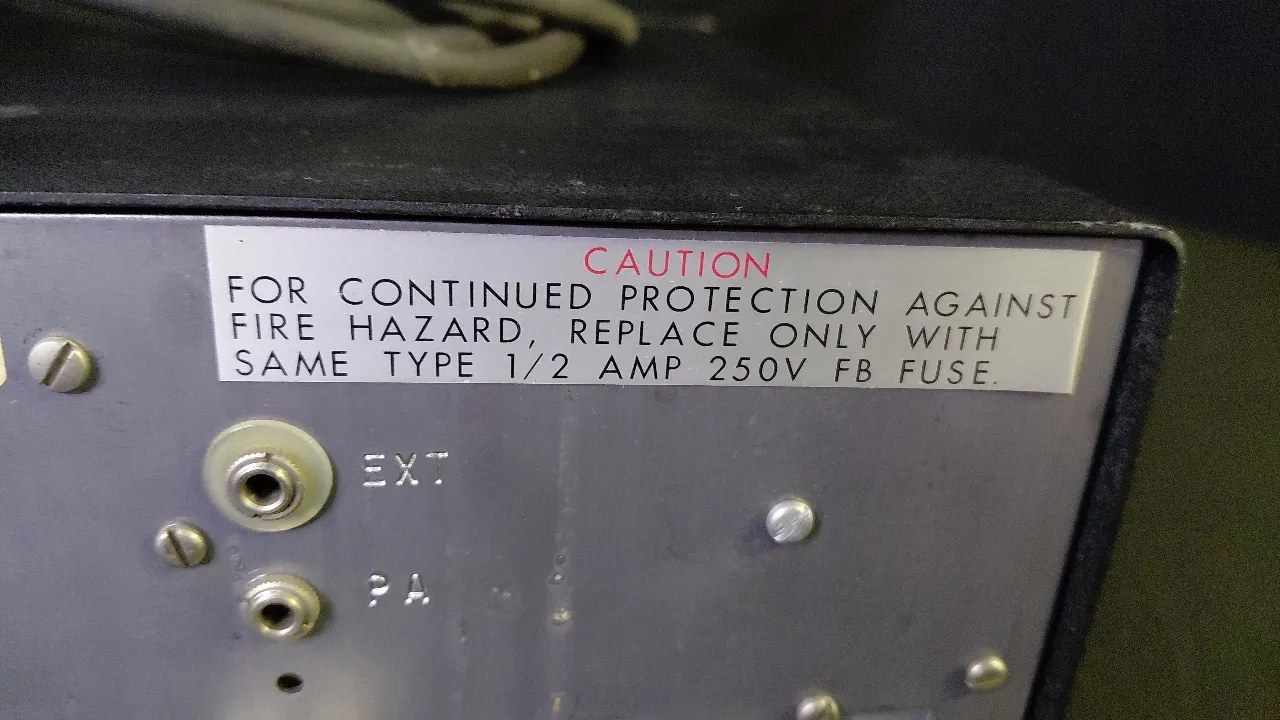 CAUTION
FOR CONTINUED PROTECTION AGAINST
FIRE HAZARD, REPLACE ONLY WITH
SAME TYPE 1/2 AMP 250V FB FUSE.
EXT
PA